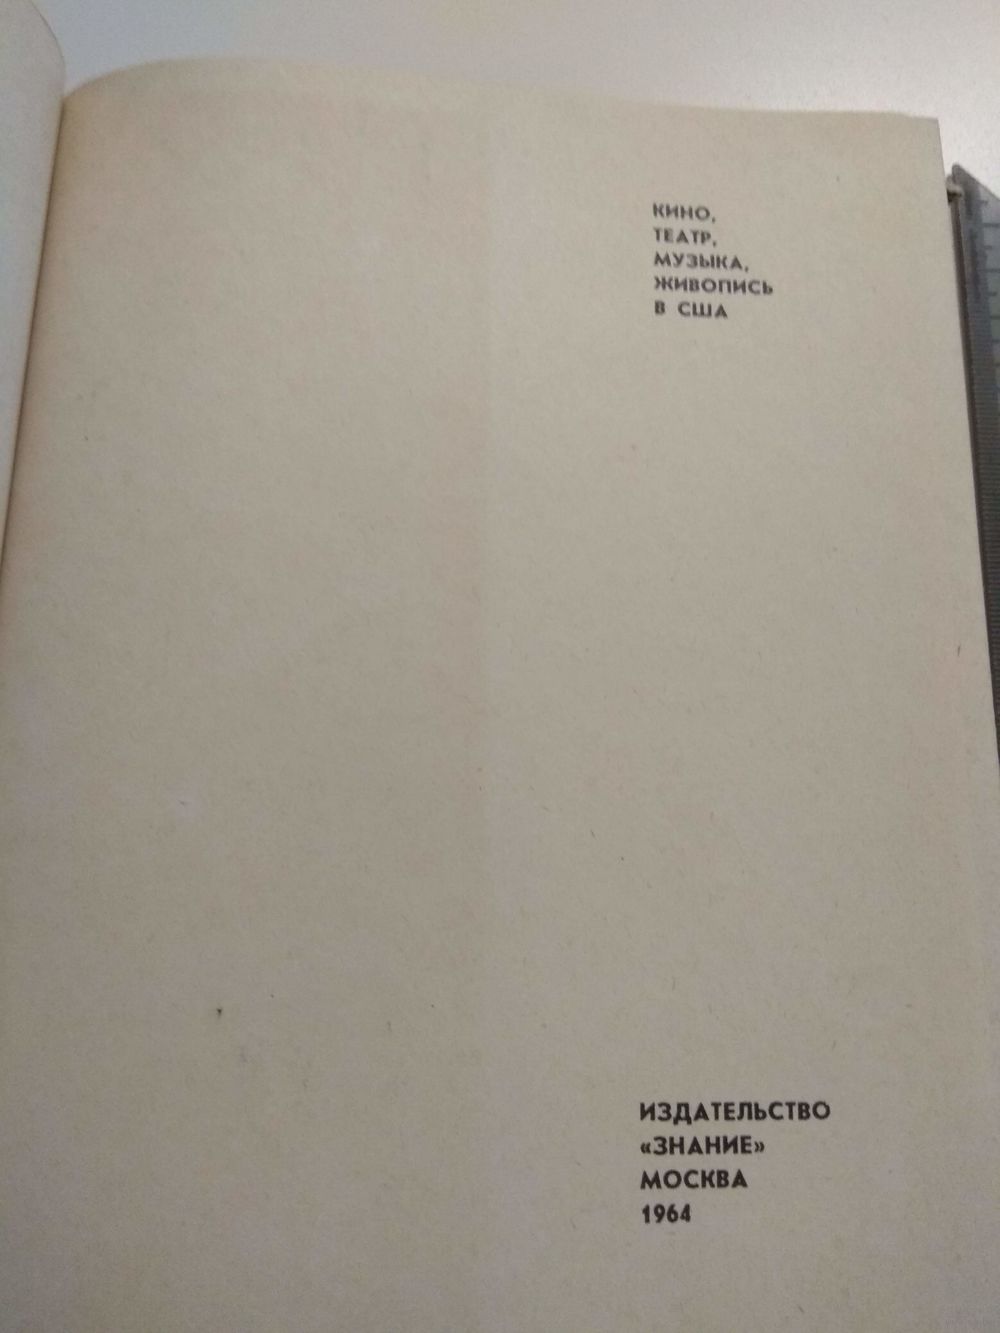 КИНО,
ТЕАТР,
МУЗЫКА,
ЖИВОПИСЬ
В США
ИЗДАТЕЛЬСТВО
«ЗНАНИЕ»
МОСКВА
1964